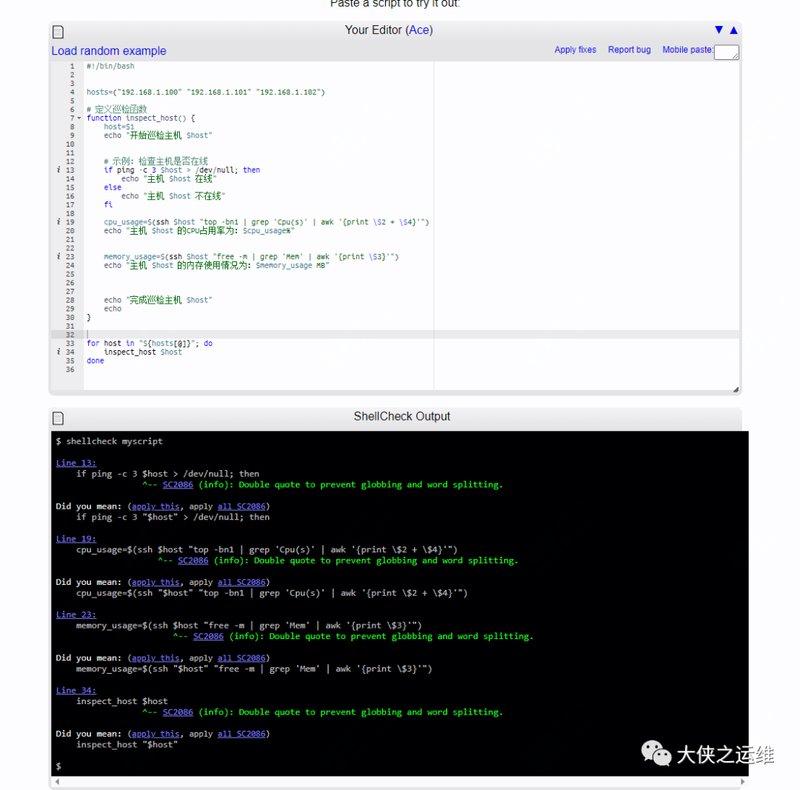 Paste a script to try it out:
Your Editor (Ace)
▼ ▲
Load random example
Apply fixes Report bug Mobile paste:
1 #!/bin/bash
2
3
4 hosts=("192.168.1.100" "192.168.1.101" "192.168.1.102")
5
6 # 定义巡检函数
7 function inspect_host() {
8 host=$1
9 echo "开始巡检主机 $host"
10
11
12 # 示例: 检查主机是否在线
i 13 if ping -c 3 $host > /dev/null; then
14 echo "主机 $host 在线"
15 else
16 echo "主机 $host 不在线"
17 fi
18
i 19 cpu_usage=$(ssh $host "top -bn1 | grep 'Cpu(s)' | awk '{print \$2 + \$4}'")
20 echo "主机 $host 的CPU占用率为: $cpu_usage%"
21
22
i 23 memory_usage=$(ssh $host "free -m | grep 'Mem' | awk '{print \$3}'")
24 echo "主机 $host 的内存使用情况为: $memory_usage MB"
25
26
27
28 echo "完成巡检主机 $host"
29 echo
30 }
31
32
33 for host in "${hosts[@]}"; do
i 34 inspect_host $host
35 done
36
ShellCheck Output
$ shellcheck myscript
Line 13:
if ping -c 3 $host > /dev/null; then
^-- SC2086 (info): Double quote to prevent globbing and word splitting.
Did you mean: (apply this, apply all SC2086)
if ping -c 3 "$host" > /dev/null; then
Line 19:
cpu_usage=$(ssh $host "top -bn1 | grep 'Cpu(s)' | awk '{print \$2 + \$4}'")
^-- SC2086 (info): Double quote to prevent globbing and word splitting.
Did you mean: (apply this, apply all SC2086)
cpu_usage=$(ssh "$host" "top -bn1 | grep 'Cpu(s)' | awk '{print \$2 + \$4}'")
Line 23:
memory_usage=$(ssh $host "free -m | grep 'Mem' | awk '{print \$3}'")
^-- SC2086 (info): Double quote to prevent globbing and word splitting.
Did you mean: (apply this, apply all SC2086)
memory_usage=$(ssh "$host" "free -m | grep 'Mem' | awk '{print \$3}'")
Line 34:
inspect_host $host
^-- SC2086 (info): Double quote to prevent globbing and word splitting.
Did you mean: (apply this, apply all SC2086)
inspect_host "$host"
$
大侠之运维